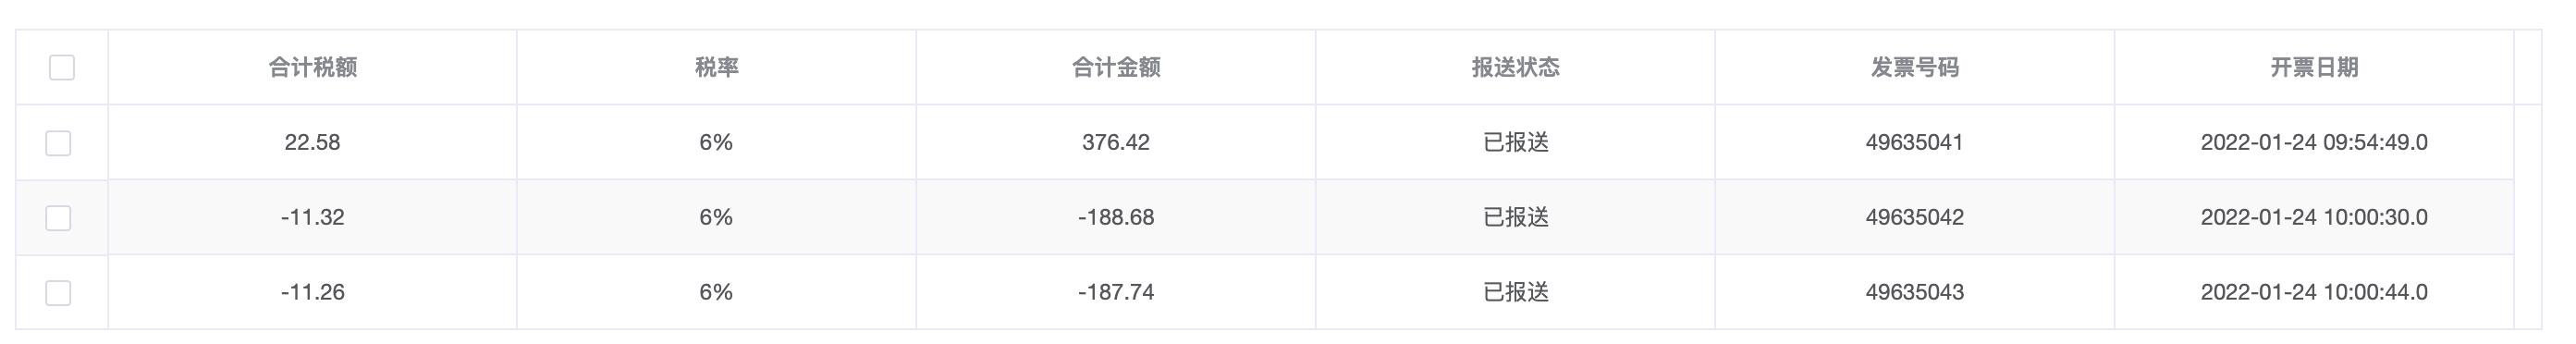 合计税额 税率 合计金额 报送状态 发票号码 开票日期
22.58 6% 376.42 已报送 49635041 2022-01-24 09:54:49.0
-11.32 6% -188.68 已报送 49635042 2022-01-24 10:00:30.0
-11.26 6% -187.74 已报送 49635043 2022-01-24 10:00:44.0